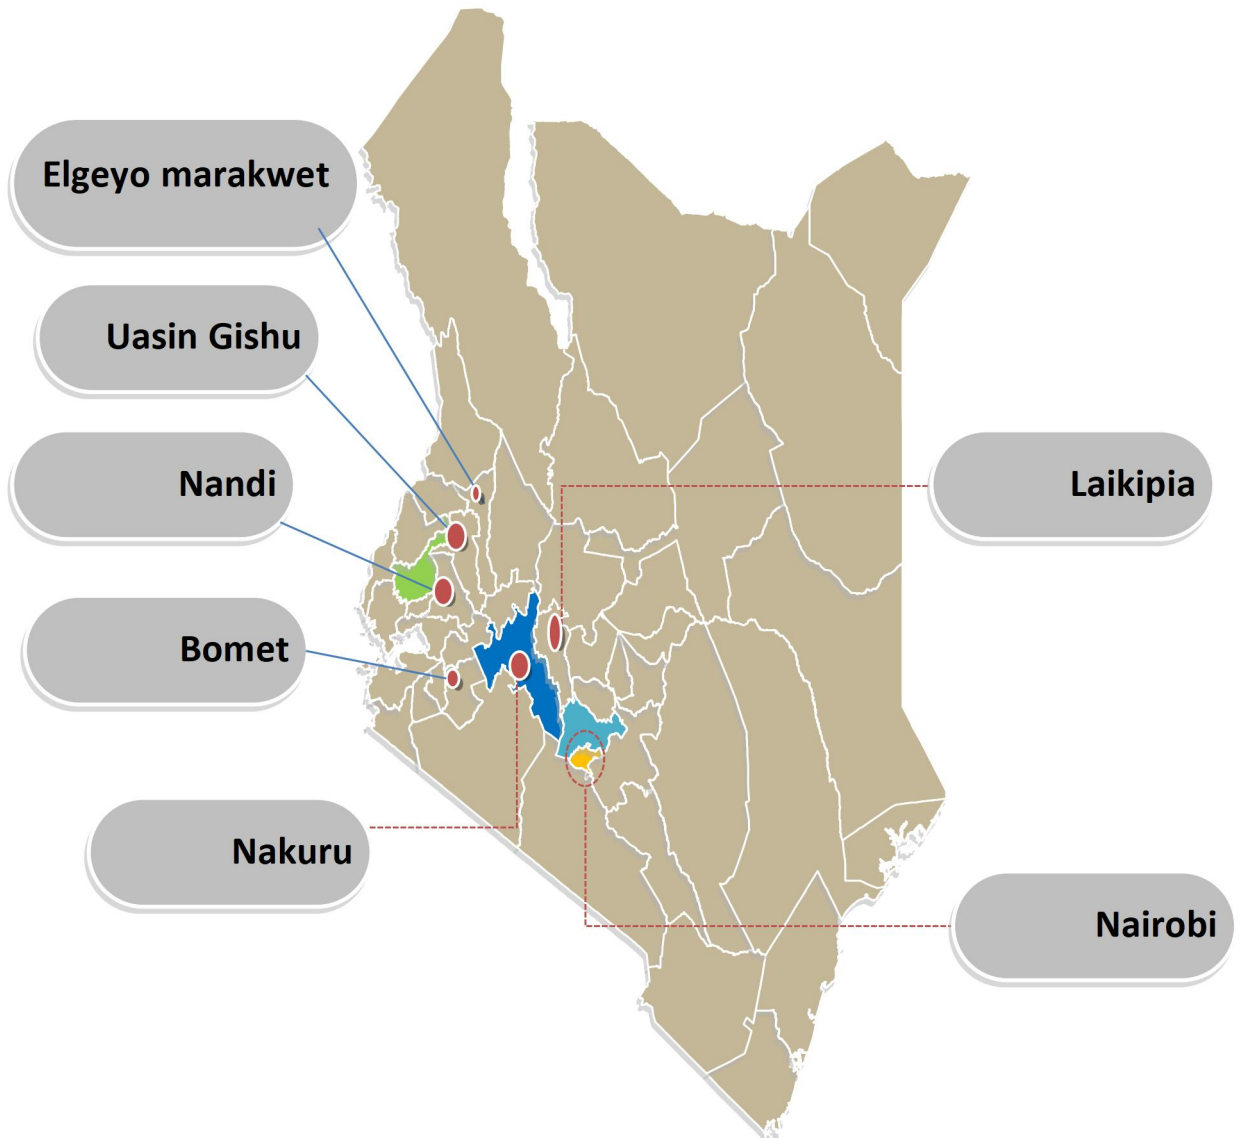 Elgeyo marakwet
Uasin Gishu
Nandi
Laikipia
Bomet
Nakuru
Nairobi